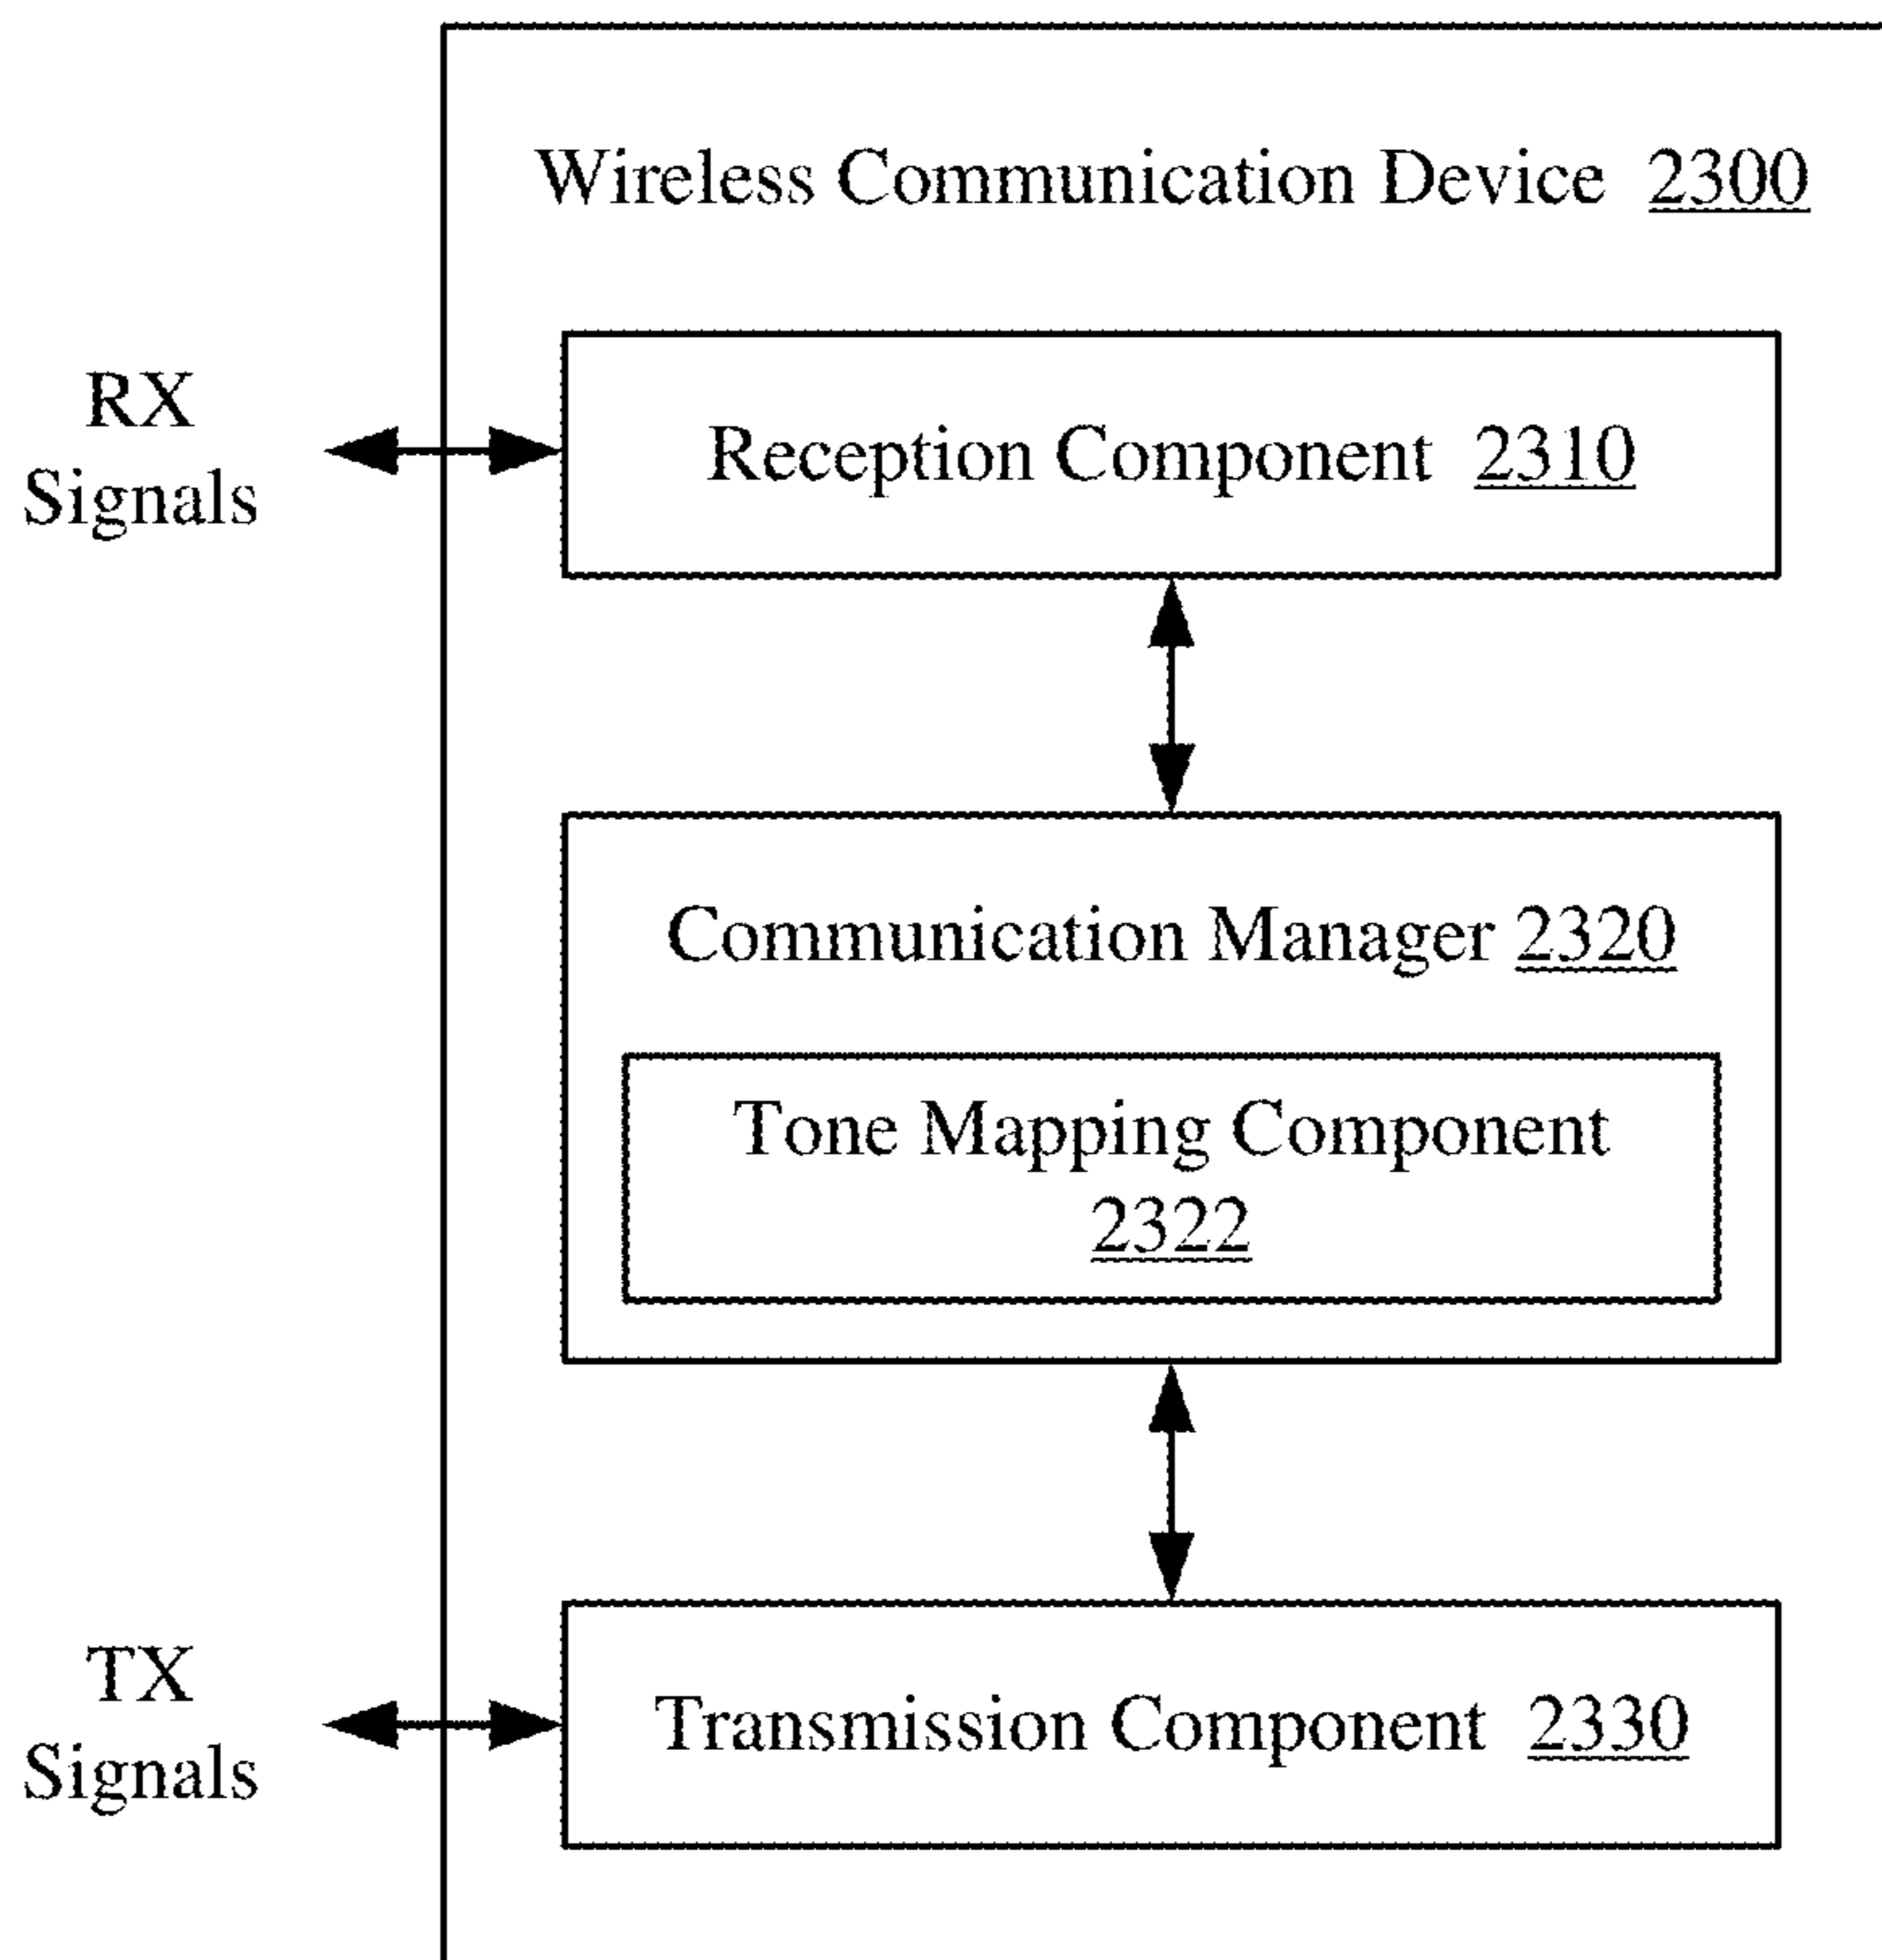 Wireless Communication Device 2300
RX
Signals
Reception Component 2310
Communication Manager 2320
Tone Mapping Component
2322
TX
Signals
Transmission Component 2330